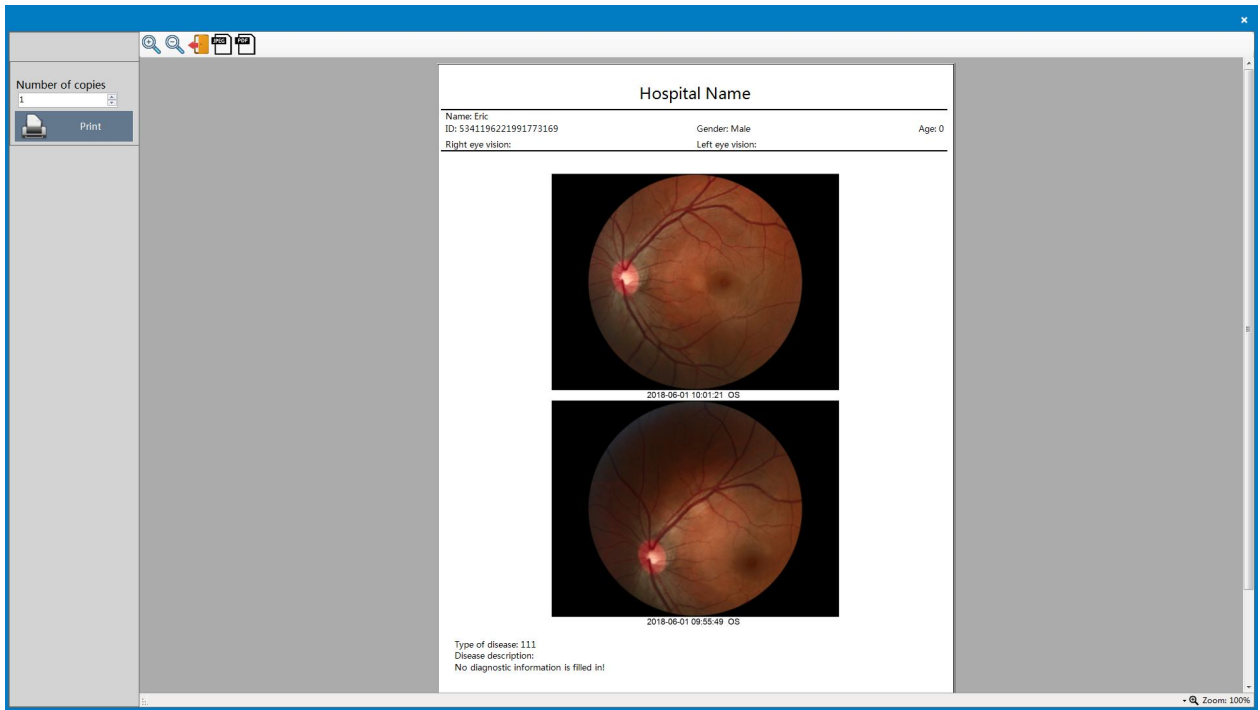 ×
JPEG PDF
Number of copies
1
Print
Hospital Name
Name: Eric
ID: 5341196221991773169 Gender: Male Age: 0
Right eye vision: Left eye vision:
2018-06-01 10:01:21 OS
2018-06-01 09:55:49 OS
Type of disease: 111
Disease description:
No diagnostic information is filled in!
Zoom: 100%